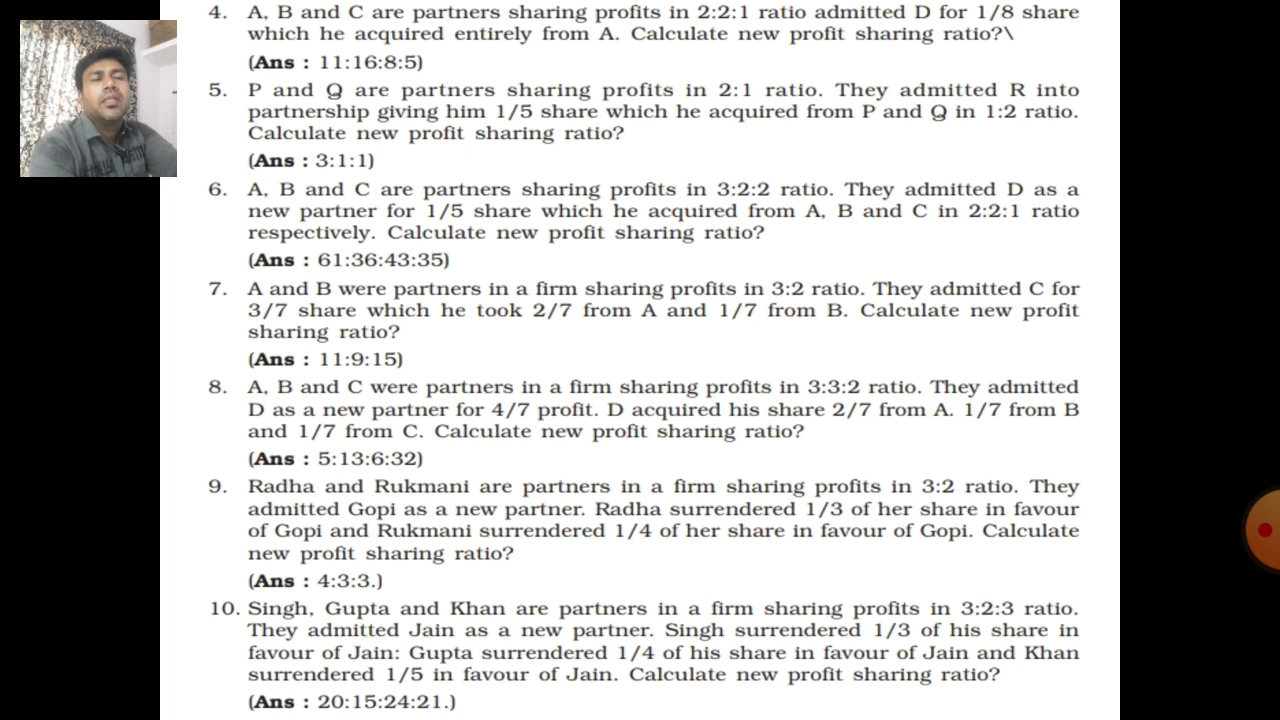 4. A, B and C are partners sharing profits in 2:2:1 ratio admitted D for 1/8 share
which he acquired entirely from A. Calculate new profit sharing ratio?\
(Ans : 11:16:8:5)
5. P and Q are partners sharing profits in 2:1 ratio. They admitted R into
partnership giving him 1/5 share which he acquired from P and Q in 1:2 ratio.
Calculate new profit sharing ratio?
(Ans : 3:1:1)
6. A, B and C are partners sharing profits in 3:2:2 ratio. They admitted D as a
new partner for 1/5 share which he acquired from A, B and C in 2:2:1 ratio
respectively. Calculate new profit sharing ratio?
(Ans : 61:36:43:35)
7. A and B were partners in a firm sharing profits in 3:2 ratio. They admitted C for
3/7 share which he took 2/7 from A and 1/7 from B. Calculate new profit
sharing ratio?
(Ans : 11:9:15)
8. A, B and C were partners in a firm sharing profits in 3:3:2 ratio. They admitted
D as a new partner for 4/7 profit. D acquired his share 2/7 from A. 1/7 from B
and 1/7 from C. Calculate new profit sharing ratio?
(Ans : 5:13:6:32)
9. Radha and Rukmani are partners in a firm sharing profits in 3:2 ratio. They
admitted Gopi as a new partner. Radha surrendered 1/3 of her share in favour
of Gopi and Rukmani surrendered 1/4 of her share in favour of Gopi. Calculate
new profit sharing ratio?
(Ans : 4:3:3.)
10. Singh, Gupta and Khan are partners in a firm sharing profits in 3:2:3 ratio.
They admitted Jain as a new partner. Singh surrendered 1/3 of his share in
favour of Jain: Gupta surrendered 1/4 of his share in favour of Jain and Khan
surrendered 1/5 in favour of Jain. Calculate new profit sharing ratio?
(Ans : 20:15:24:21.)